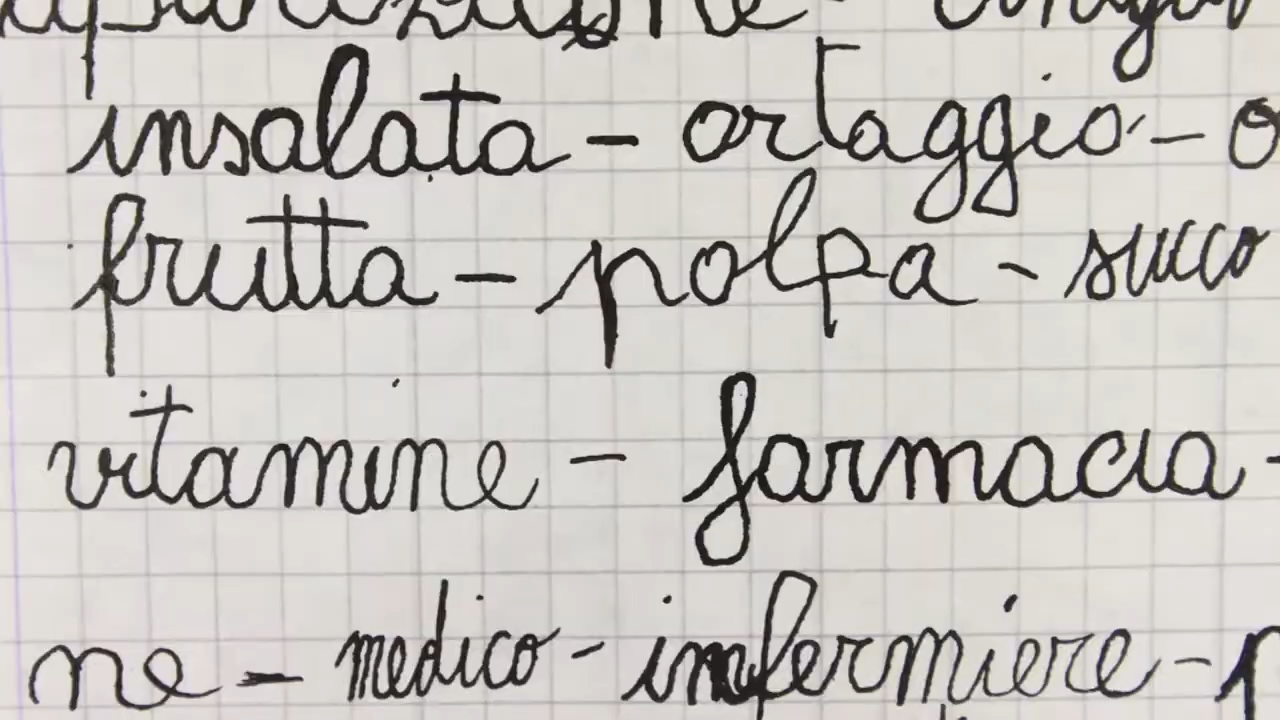 insalata - ortaggio -
frutta - polpa - succo
vitamine - farmacia -
ne - medico - infermiere -